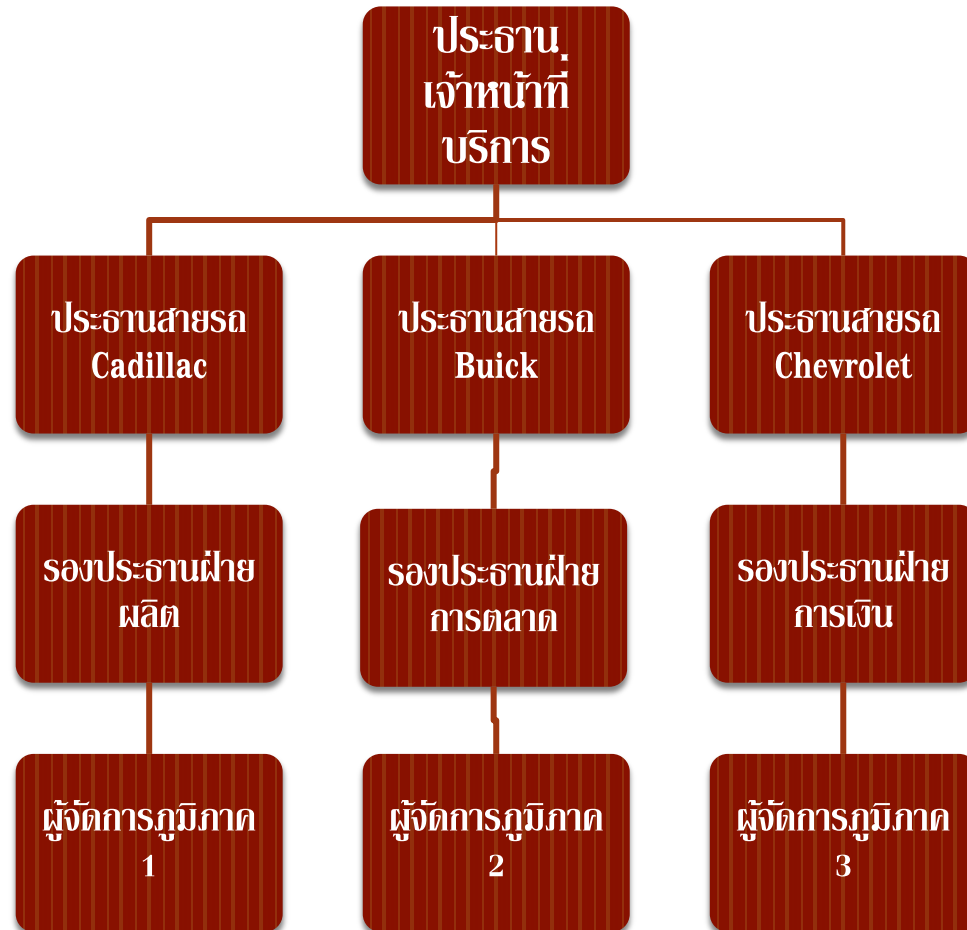 ประธาน
เจ้าหน้าที่
บริการ
ประธานสายรถ
Cadillac
ประธานสายรถ
Buick
ประธานสายรถ
Chevrolet
รองประธานฝ่าย
ผลิต
รองประธานฝ่าย
การตลาด
รองประธานฝ่าย
การเงิน
ผู้จัดการภูมิภาค
1
ผู้จัดการภูมิภาค
2
ผู้จัดการภูมิภาค
3